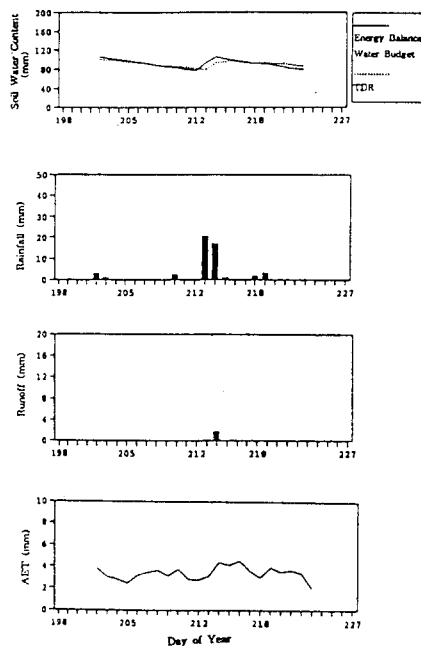 Soil Water Content
(mm)
200
160
120
80
40
0
198 205 212 219 227
Energy Balance
Water Budget
TDR
Rainfall (mm)
50
40
30
20
10
0
198 205 212 219 227
Runoff (mm)
20
16
12
8
4
0
198 205 212 219 227
AET (mm)
10
8
6
4
2
0
198 205 212 219 227
Day of Year